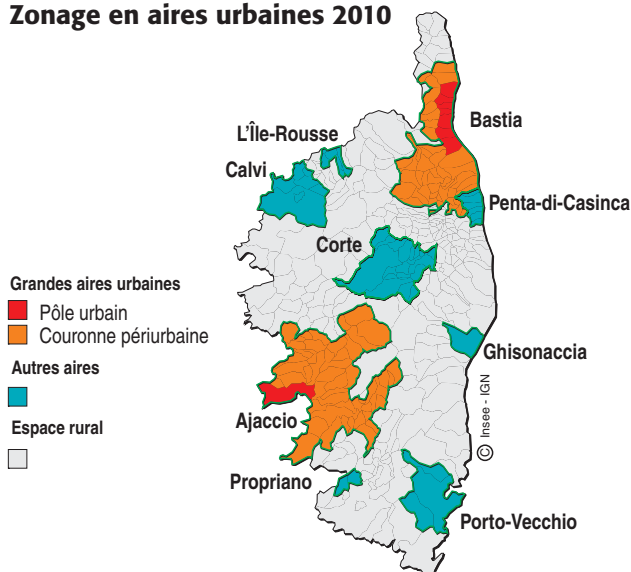 Zonage en aires urbaines 2010
Bastia
L'Île-Rousse
Calvi
Penta-di-Casinca
Corte
Grandes aires urbaines
Pôle urbain
Couronne périurbaine
Autres aires
Espace rural
Ghisonaccia
© Insee - IGN
Ajaccio
Propriano
Porto-Vecchio